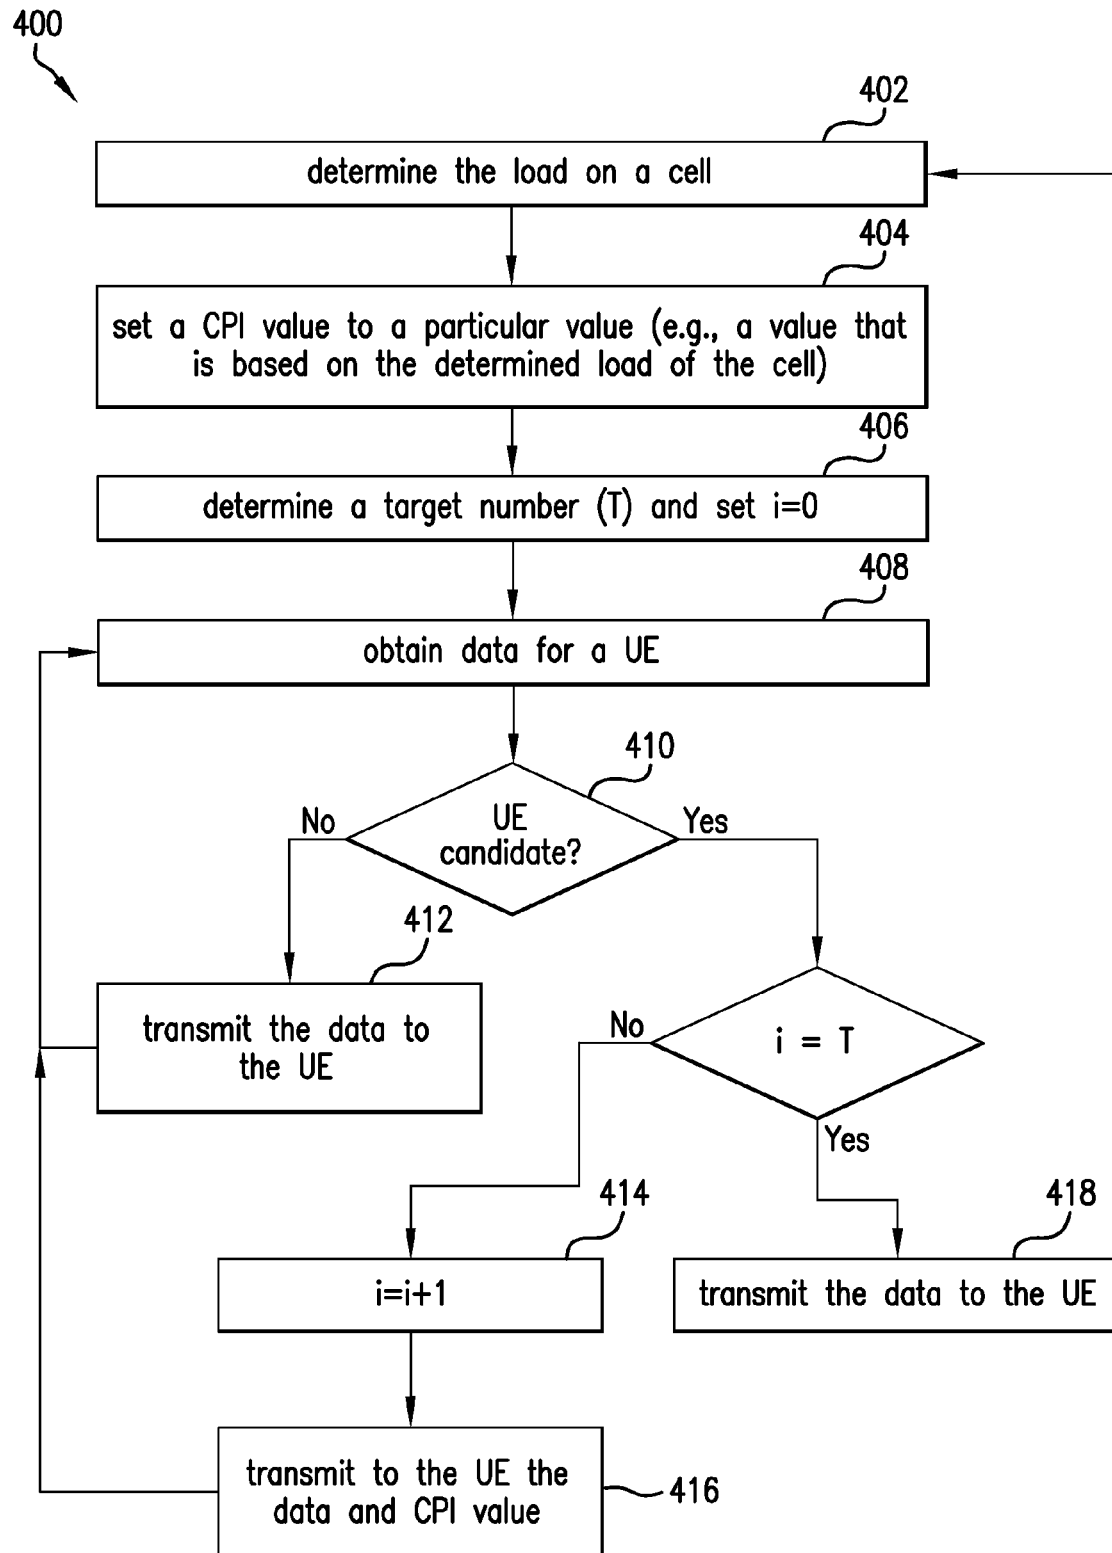 400
402
determine the load on a cell
404
set a CPI value to a particular value (e.g., a value that
is based on the determined load of the cell)
406
determine a target number (T) and set i=0
408
obtain data for a UE
410
No
UE
candidate?
Yes
412
transmit the data to
the UE
No
i = T
Yes
414
i=i+1
418
transmit the data to the UE
transmit to the UE the
data and CPI value
416